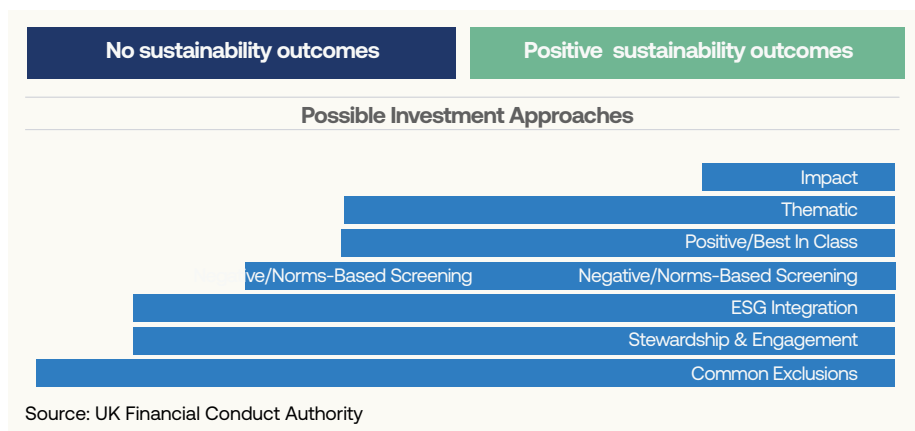 No sustainability outcomes
Positive sustainability outcomes
Possible Investment Approaches
Impact
Thematic
Positive/Best In Class
Negative/Norms-Based Screening Negative/Norms-Based Screening
ESG Integration
Stewardship & Engagement
Common Exclusions
Source: UK Financial Conduct Authority